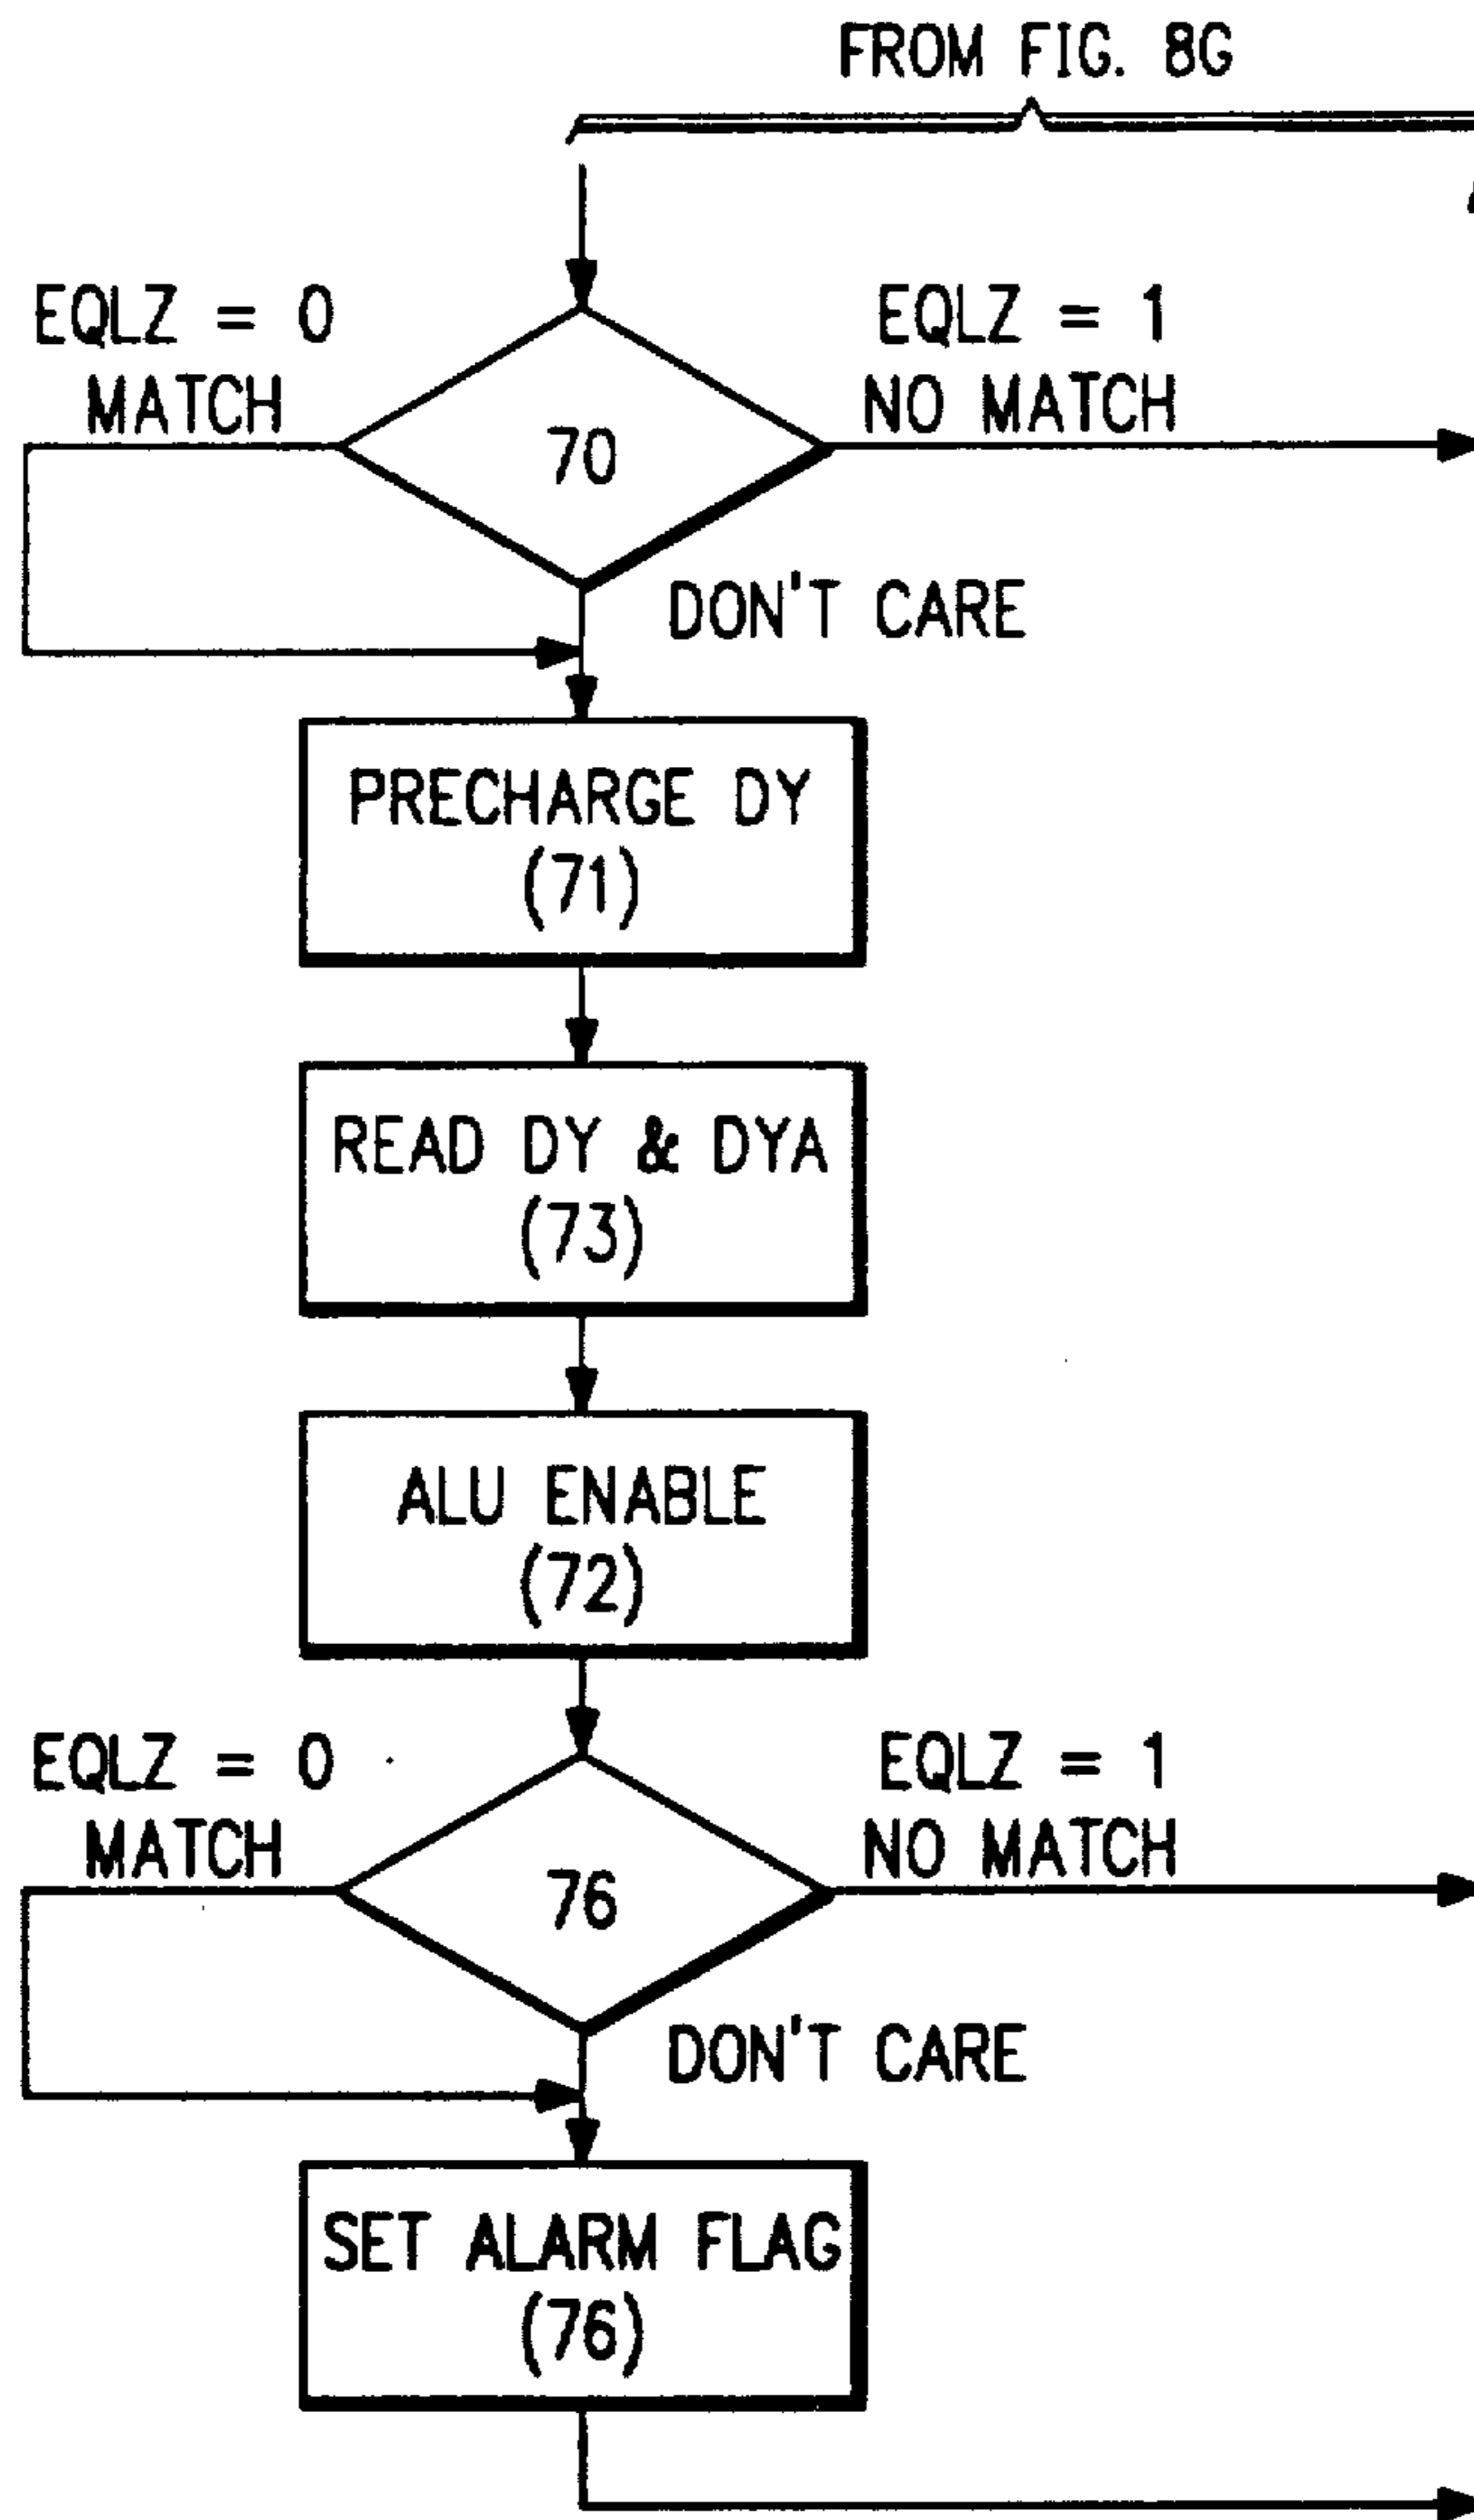 FROM FIG. 8G
EQLZ = 0
MATCH
EQLZ = 1
NO MATCH
70
DON'T CARE
PRECHARGE DY
(71)
READ DY & DYA
(73)
ALU ENABLE
(72)
EQLZ = 0
MATCH
EQLZ = 1
NO MATCH
76
DON'T CARE
SET ALARM FLAG
(76)